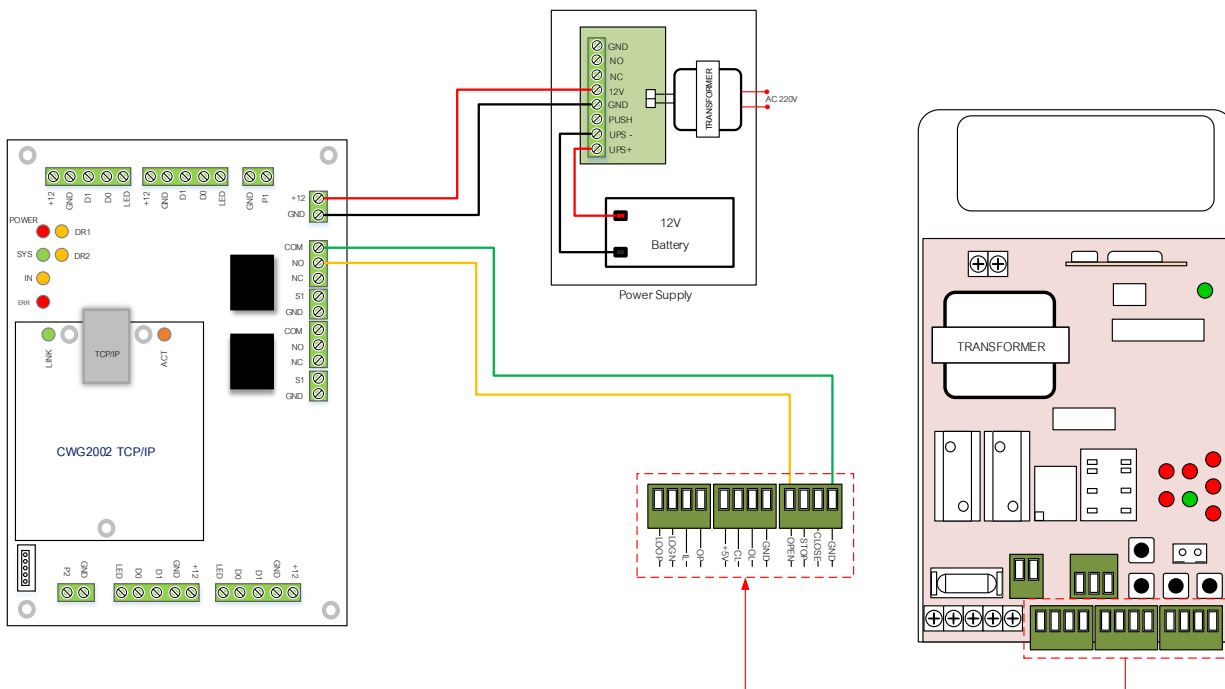 GND
NO
NC
12V
GND
PUSH
UPS -
UPS+
TRANSFORMER
AC 220V
12V
Battery
Power Supply
+12
GND
D1
D0
LED
+12
GND
D1
D0
LED
GND
P1
+12
GND
POWER
DR1
SYS
DR2
IN
ERR
COM
NO
NC
S1
GND
COM
NO
NC
S1
GND
LINK
TCP/IP
ACT
CWG2002 TCP/IP
P2
GND
LED
D0
D1
GND
+12
LED
D0
D1
GND
+12
LOOP
LOGN
IL
OP
+5V
CL
OL
GND
OPEN
STOP
CLOSE
GND
TRANSFORMER